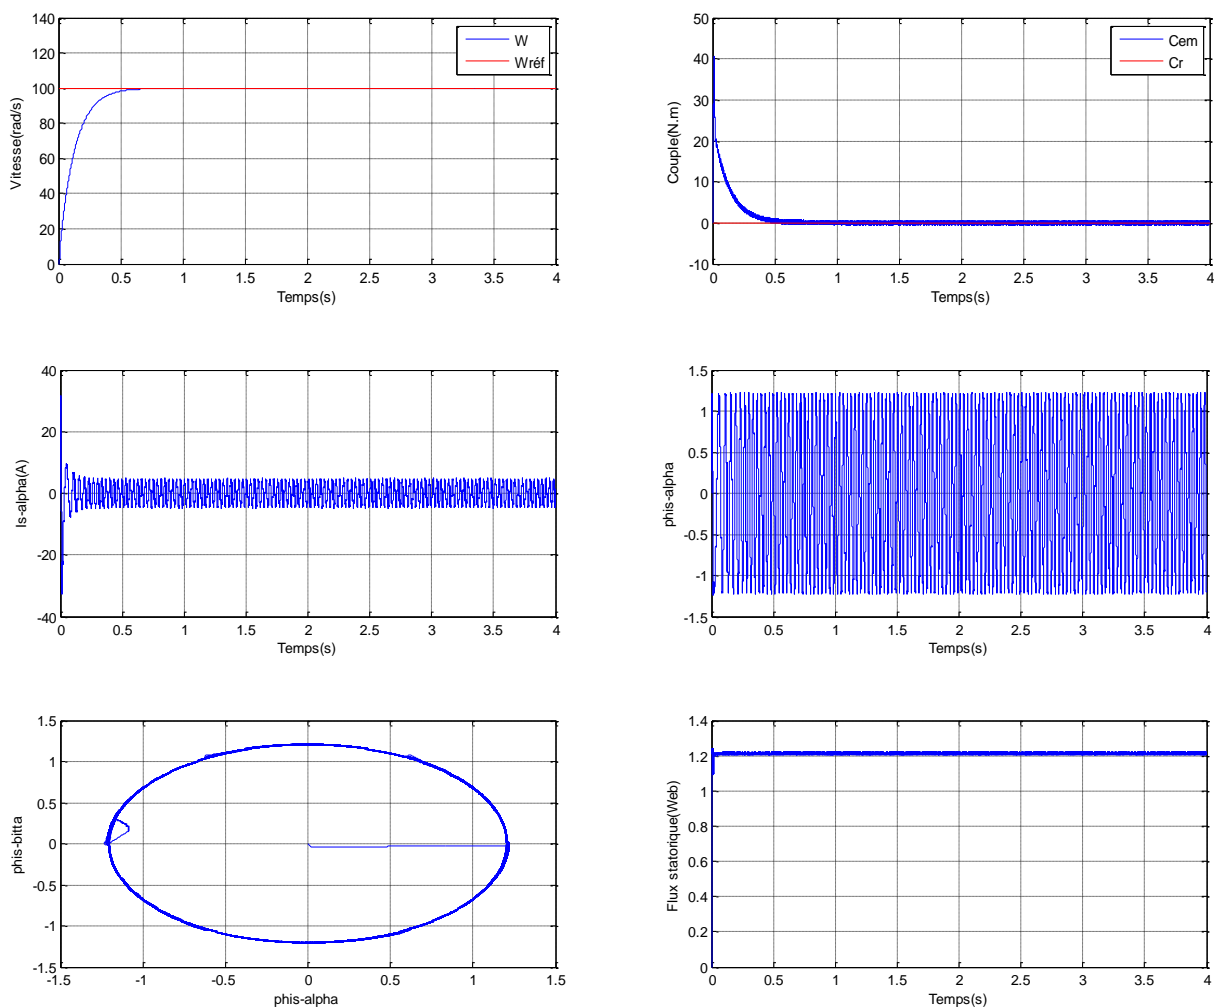 140
120
100
80
60
40
20
0
Vitesse(rad/s)
W
Wréf
0 0.5 1 1.5 2 2.5 3 3.5 4
Temps(s)
50
40
30
20
10
0
-10
Couple(N.m)
Cem
Cr
0 0.5 1 1.5 2 2.5 3 3.5 4
Temps(s)
40
20
0
-20
-40
Is-alpha(A)
0 0.5 1 1.5 2 2.5 3 3.5 4
Temps(s)
1.5
1
0.5
0
-0.5
-1
-1.5
phis-alpha
0 0.5 1 1.5 2 2.5 3 3.5 4
Temps(s)
1.5
1
0.5
0
-0.5
-1
-1.5
phis-bitta
-1.5 -1 -0.5 0 0.5 1 1.5
phis-alpha
1.4
1.2
1
0.8
0.6
0.4
0.2
0
Flux statorique(Web)
0 0.5 1 1.5 2 2.5 3 3.5 4
Temps(s)